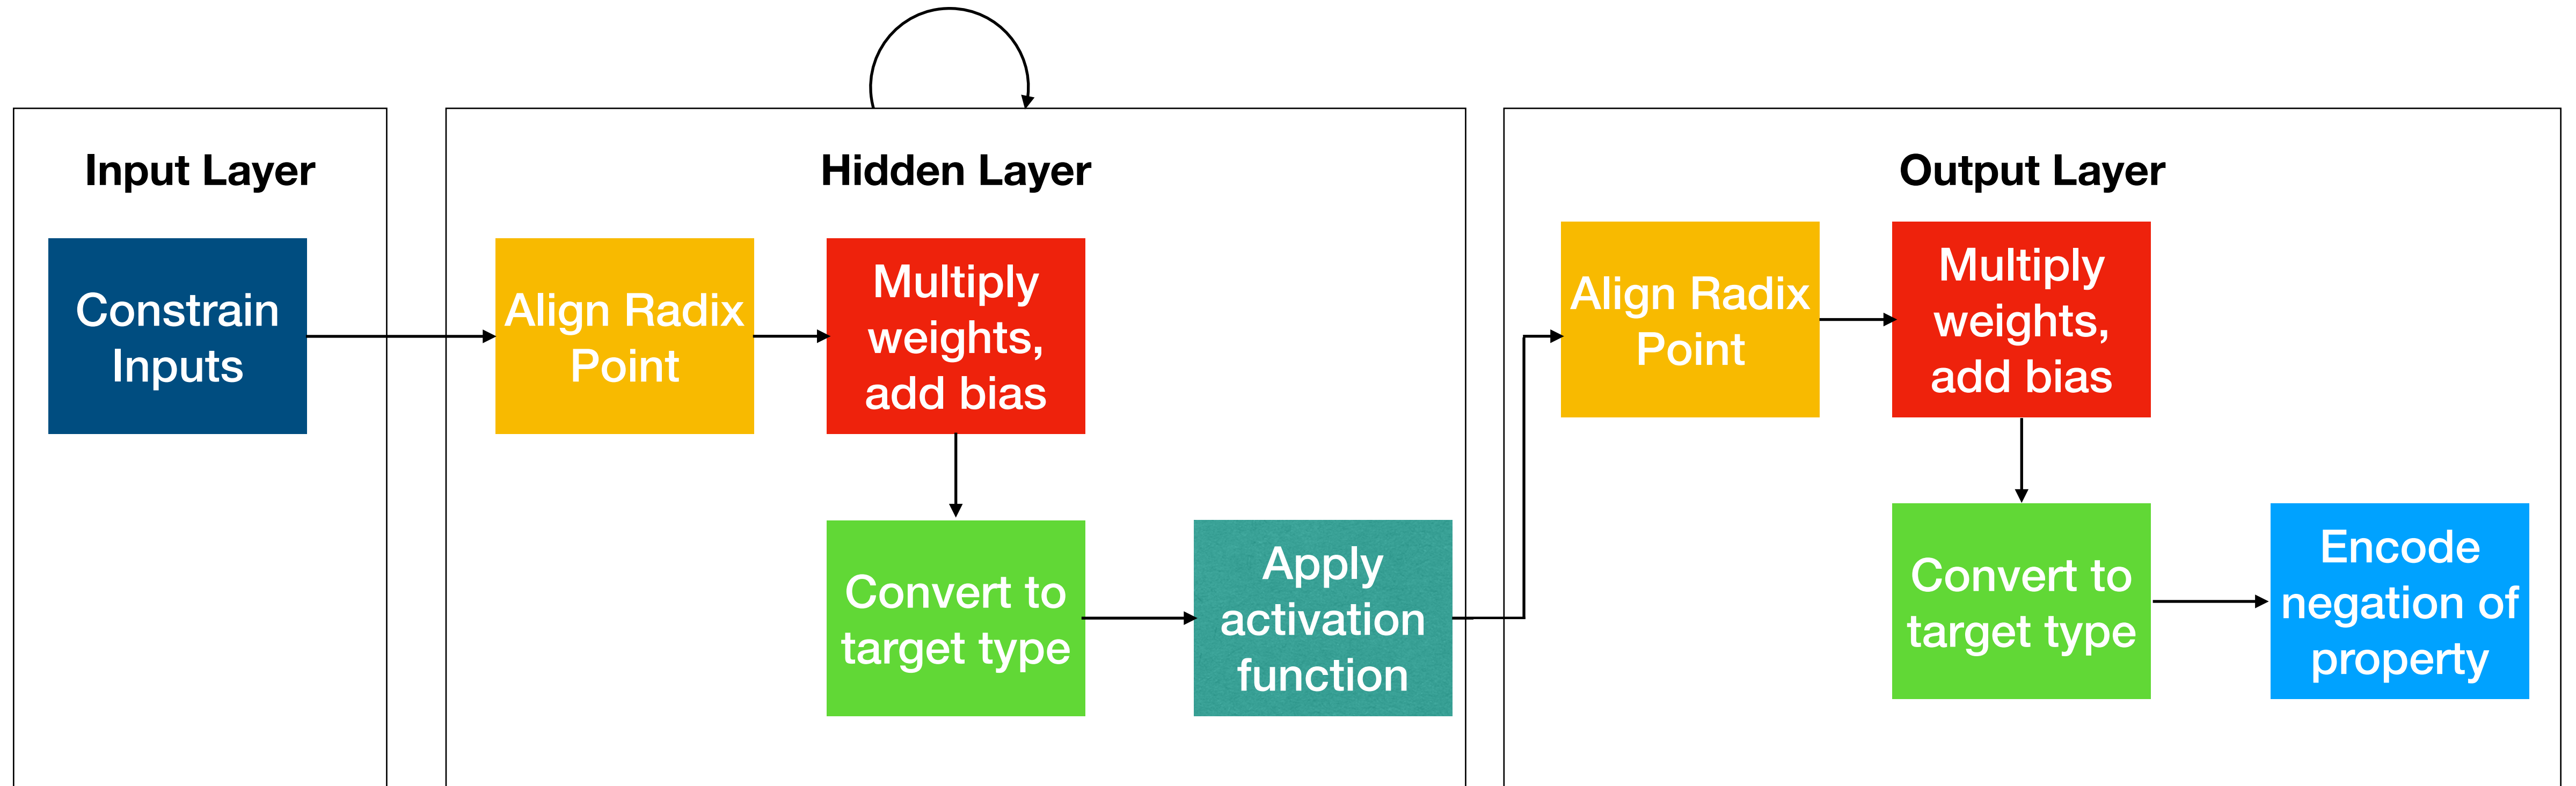 Input Layer
Constrain
Inputs
Hidden Layer
Align Radix
Point
Multiply
weights,
add bias
Convert to
target type
Apply
activation
function
Output Layer
Align Radix
Point
Multiply
weights,
add bias
Convert to
target type
Encode
negation of
property